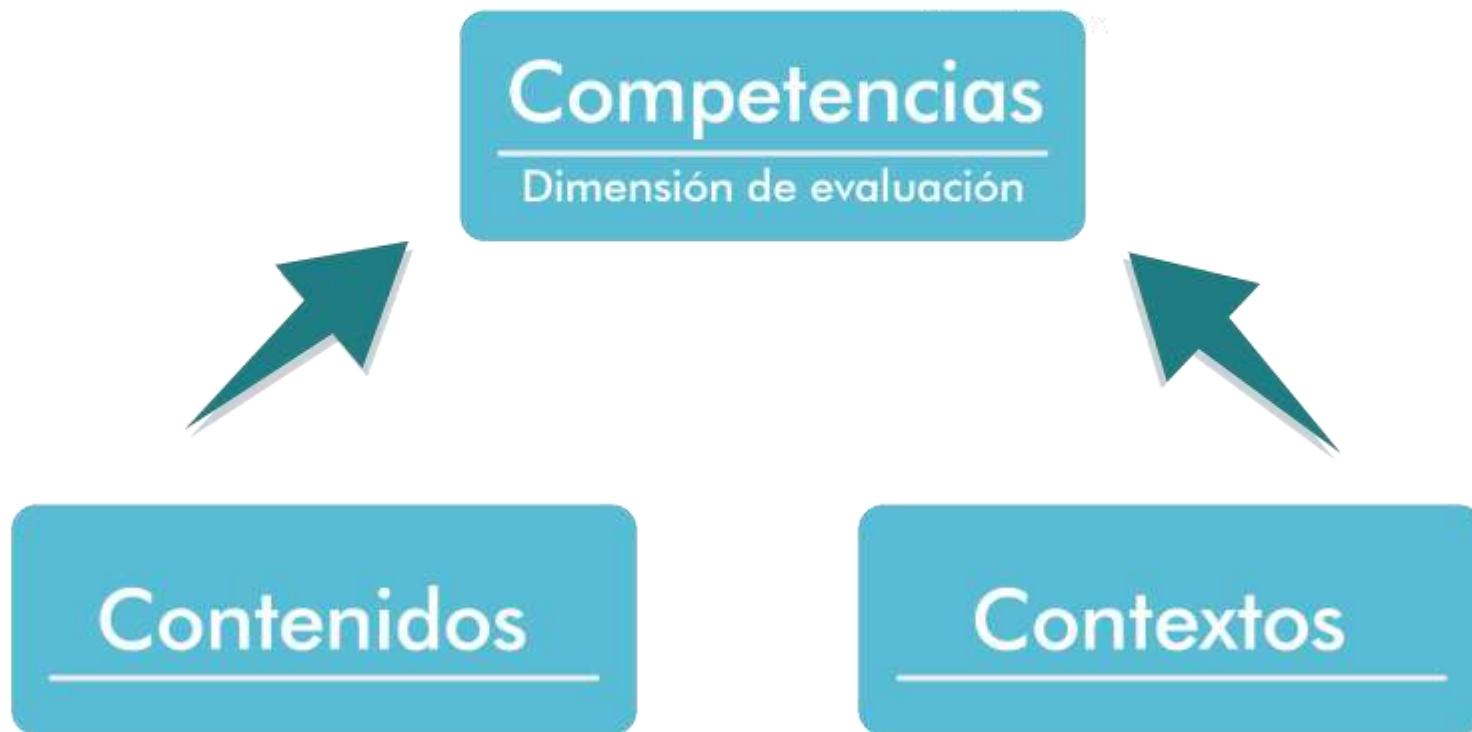 Competencias
Dimensión de evaluación
Contenidos
Contextos